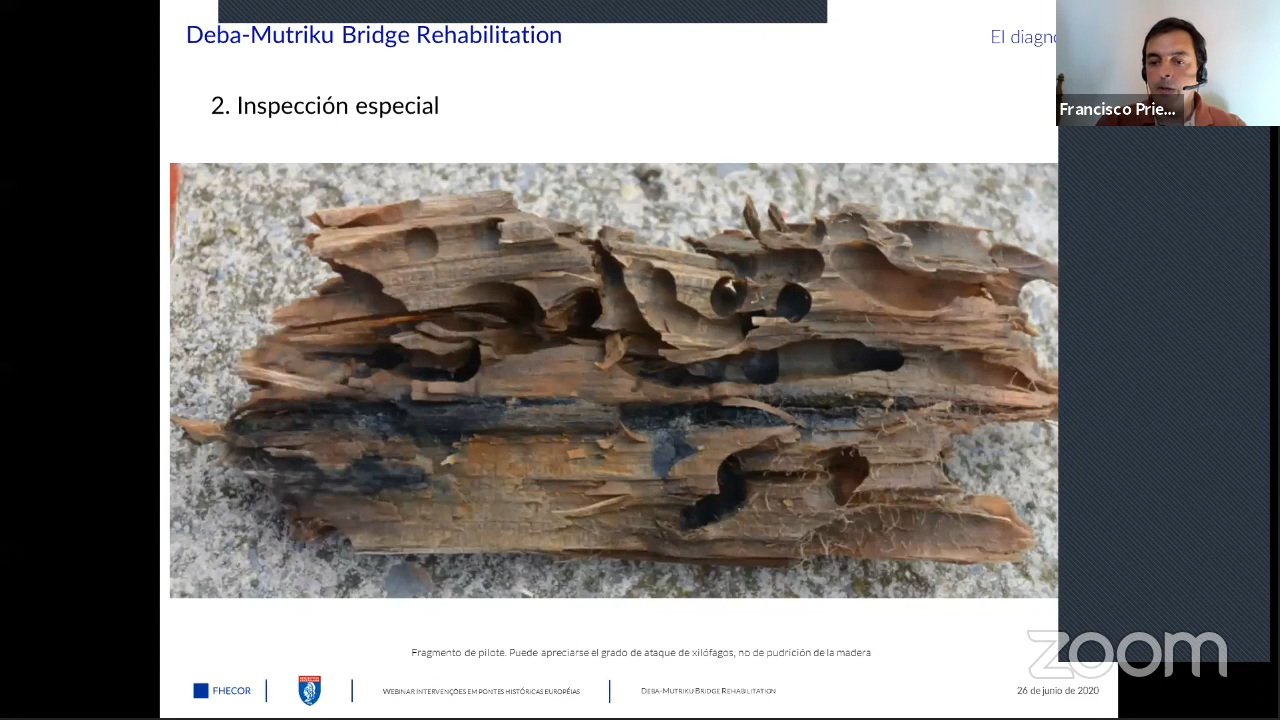 Deba-Mutriku Bridge Rehabilitation
El diagn
2. Inspección especial
Francisco Prie...
Fragmento de pilote. Puede apreciarse el grado de ataque de xilófagos, no de pudrición de la madera
zoom
FHECOR
WEBINAR INTERVENÇÕES EM PONTES HISTÓRICAS EUROPÉIAS
DEBA-MUTRIKU BRIDGE REHABILITATION
26 de junio de 2020